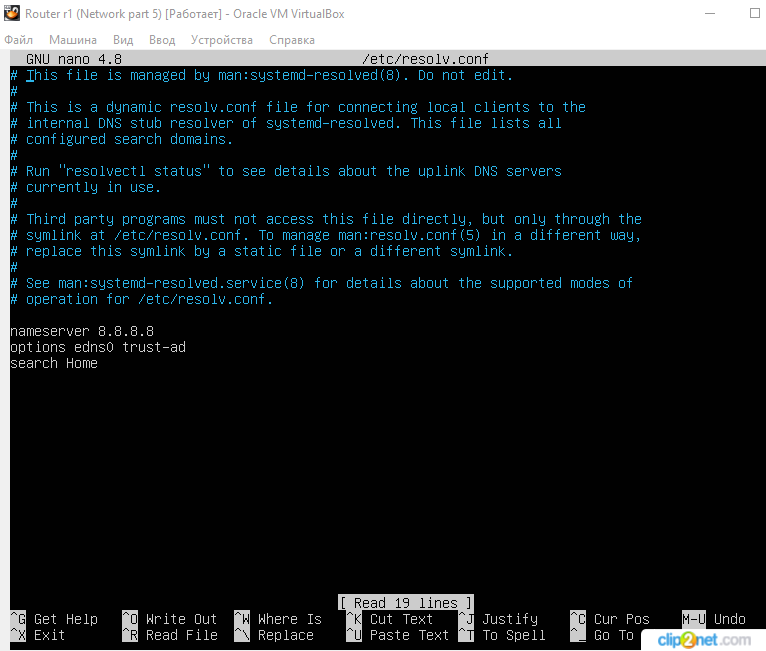 Router r1 (Network part 5) [Работает] - Oracle VM VirtualBox
Файл Машина Вид Ввод Устройства Справка
GNU nano 4.8 /etc/resolv.conf
# This file is managed by man:systemd-resolved(8). Do not edit.
#
# This is a dynamic resolv.conf file for connecting local clients to the
# internal DNS stub resolver of systemd-resolved. This file lists all
# configured search domains.
#
# Run "resolvectl status" to see details about the uplink DNS servers
# currently in use.
#
# Third party programs must not access this file directly, but only through the
# symlink at /etc/resolv.conf. To manage man:resolv.conf(5) in a different way,
# replace this symlink by a static file or a different symlink.
#
# See man:systemd-resolved.service(8) for details about the supported modes of
# operation for /etc/resolv.conf.
nameserver 8.8.8.8
options edns0 trust-ad
search Home
[ Read 19 lines ]
^G Get Help ^O Write Out ^W Where Is ^K Cut Text ^J Justify ^C Cur Pos M-U Undo
^X Exit ^R Read File ^\ Replace ^U Paste Text ^T To Spell ^_ Go To
clip2net.com